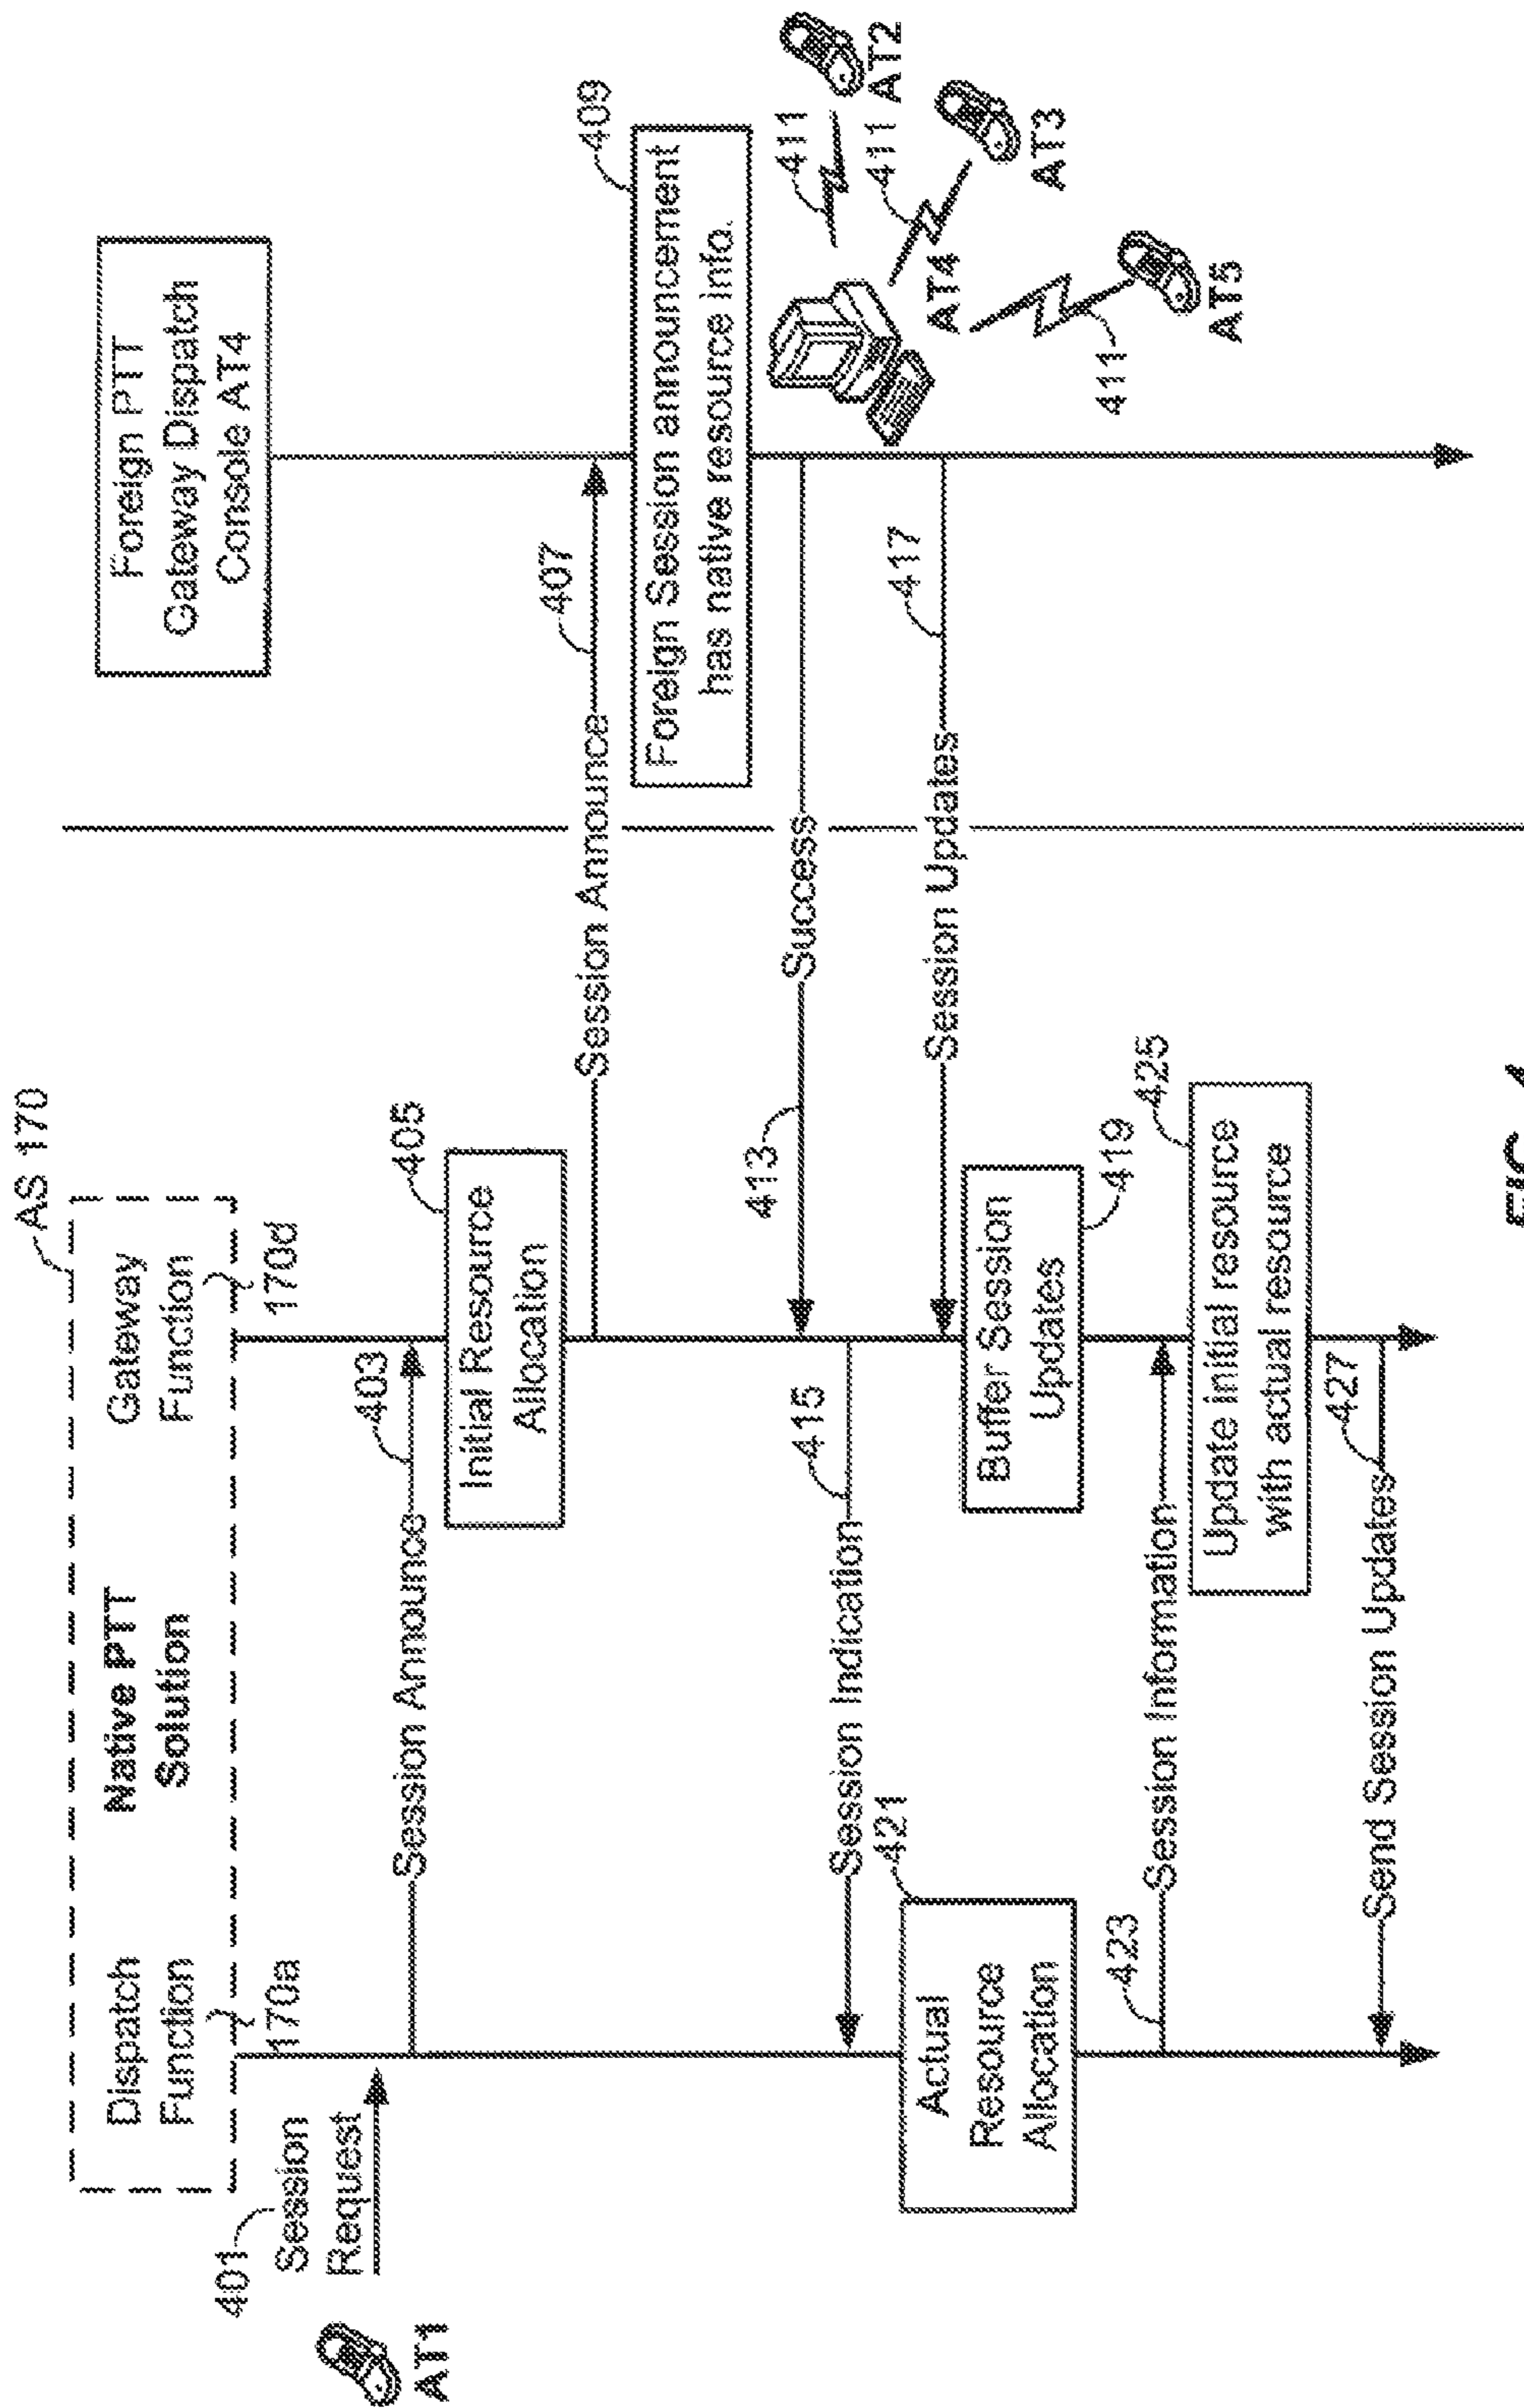 AS 170
Dispatch
Function
Native PTT
Solution
Gateway
Function
Foreign PTT
Gateway Dispatch
Console AT4
170a
170d
401
Session
Request
AT1
Session Announce
403
405
Initial Resource
Allocation
Session Announce
407
409
Foreign Session announcement
has native resource info.
411
AT2
411
AT3
AT4
411
AT5
413
Success
Session Indication
415
Session Updates
417
Buffer Session
Updates
419
421
Actual
Resource
Allocation
423
Session Information
425
Update initial resource
with actual resource
Send Session Updates
427